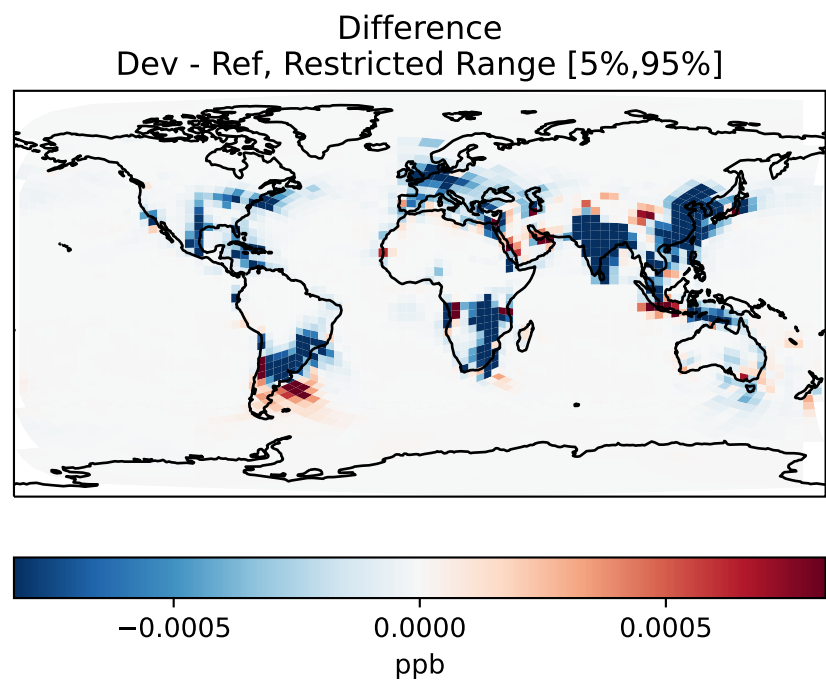 Difference
Dev - Ref, Restricted Range [5%,95%]
−0.0005 0.0000 0.0005
ppb